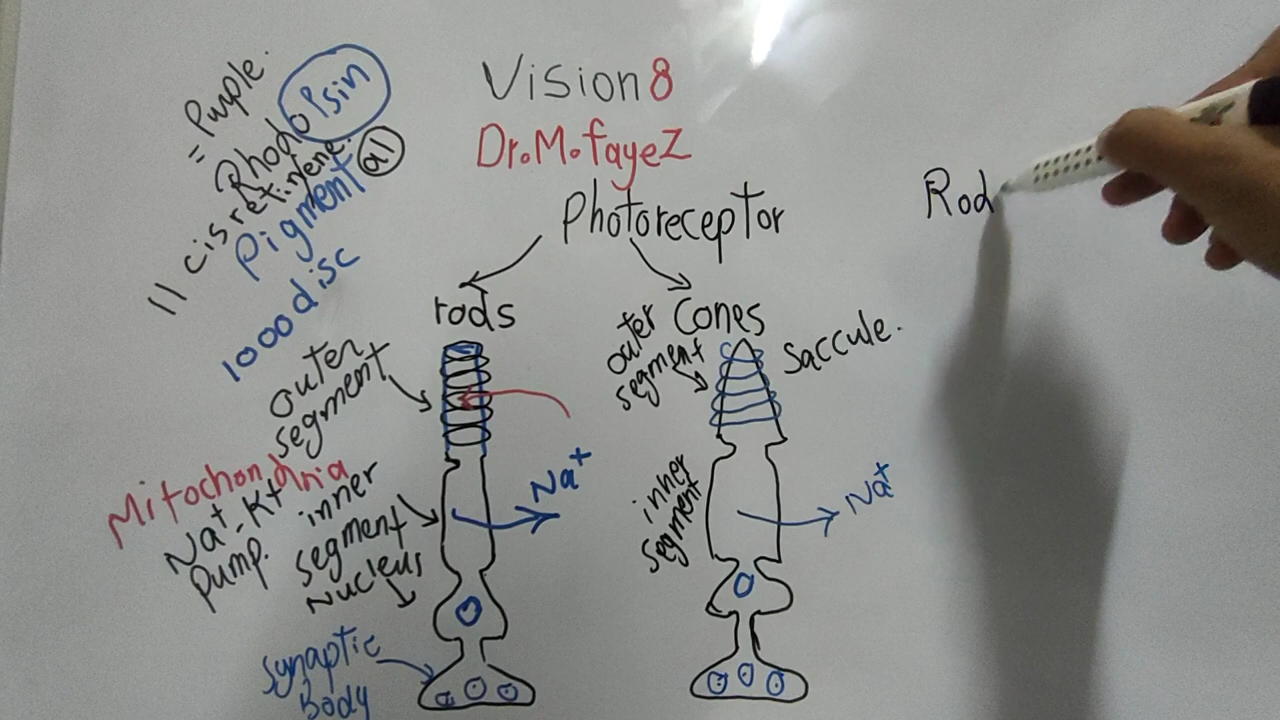 Vision 8
Dr.M.fayeZ
Photoreceptor
rods
Cones
Rod
= Purple.
Rhodopsin
11 cis retinene.
al
Pigment
1000 disc
outer
segment
Mitochondria
Na+-K+
Pump.
inner
segment
Nucleus
Synaptic
body
Na+
outer
segment
Saccule.
inner
segment
Na+